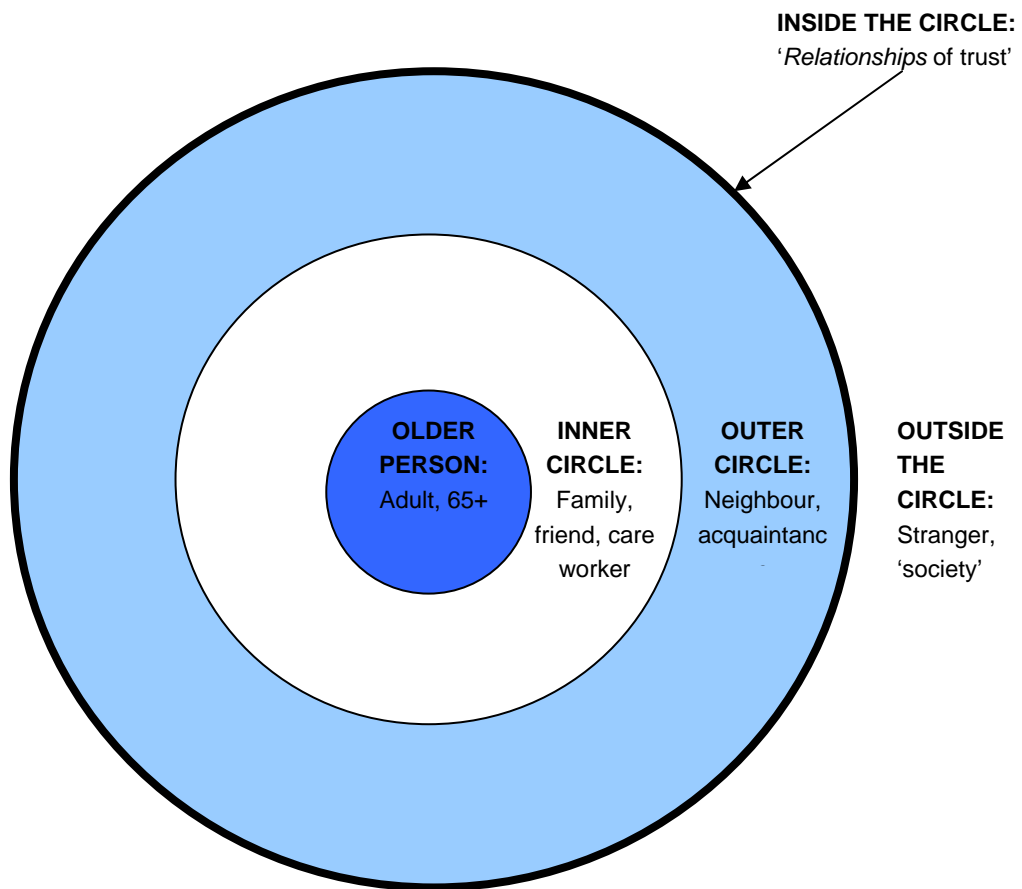 INSIDE THE CIRCLE:
‘Relationships of trust’
OLDER
PERSON:
Adult, 65+
INNER
CIRCLE:
Family,
friend, care
worker
OUTER
CIRCLE:
Neighbour,
acquaintanc
OUTSIDE
THE
CIRCLE:
Stranger,
‘society’